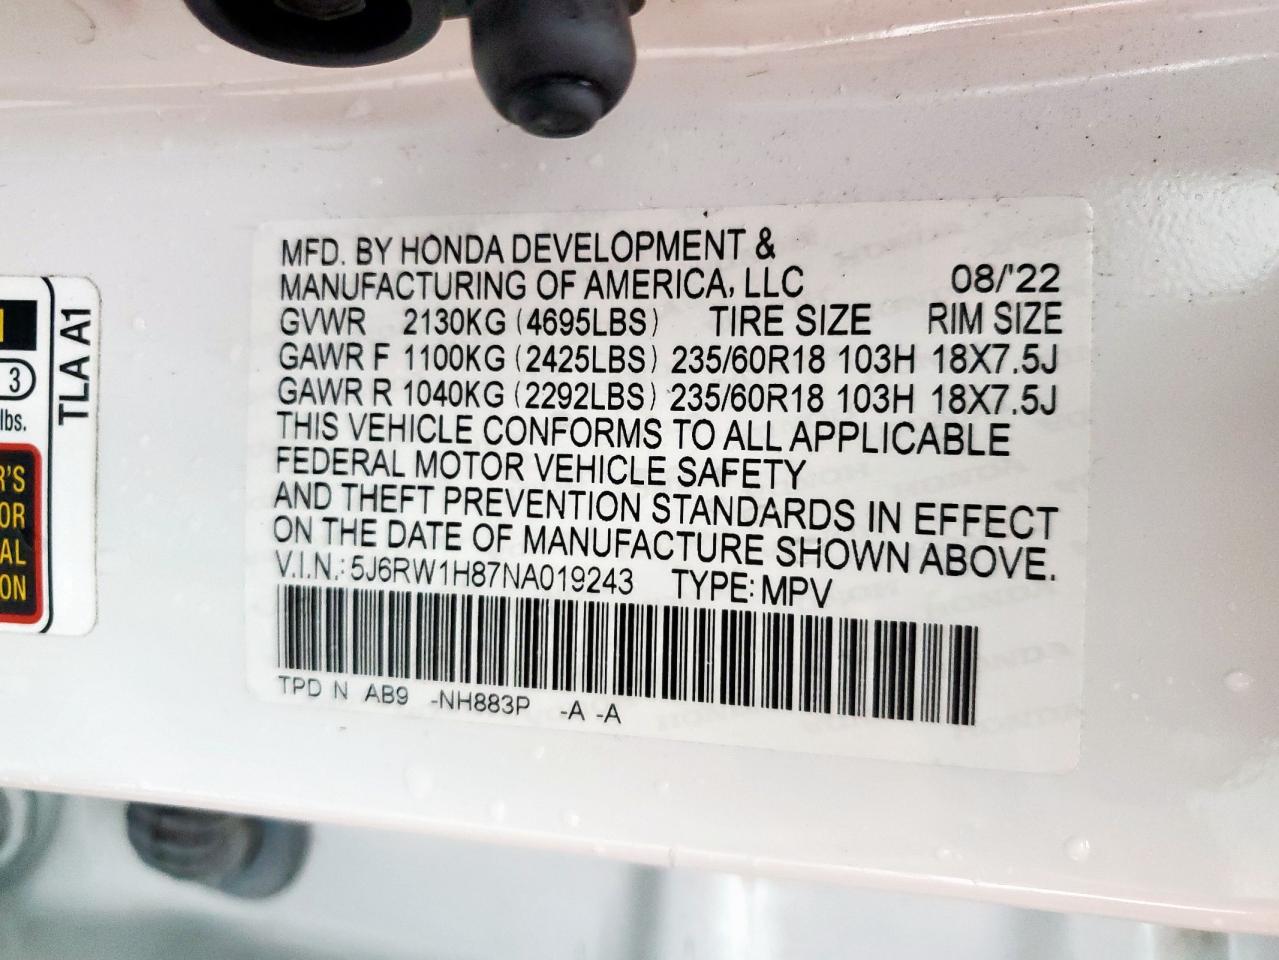 MFD. BY HONDA DEVELOPMENT &
MANUFACTURING OF AMERICA, LLC 08/'22
GVWR 2130KG (4695LBS) TIRE SIZE RIM SIZE
GAWR F 1100KG (2425LBS) 235/60R18 103H 18X7.5J
GAWR R 1040KG (2292LBS) 235/60R18 103H 18X7.5J
THIS VEHICLE CONFORMS TO ALL APPLICABLE
FEDERAL MOTOR VEHICLE SAFETY
AND THEFT PREVENTION STANDARDS IN EFFECT
ON THE DATE OF MANUFACTURE SHOWN ABOVE.
V.I.N.: 5J6RW1H87NA019243 TYPE: MPV
TPD N AB9 -NH883P -A -A
TLA A1
3
lbs.
R'S
OR
AL
ON